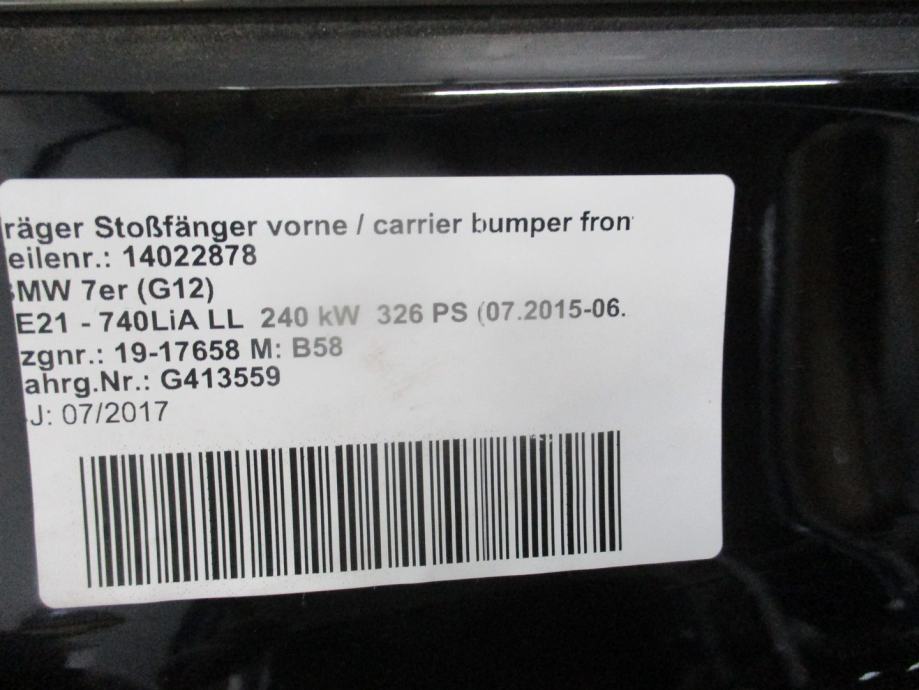 räger Stoßfänger vorne / carrier bumper fron
eilenr.: 14022878
MW 7er (G12)
E21 - 740LiA LL 240 kW 326 PS (07.2015-06.
zgnr.: 19-17658 M: B58
ahrg.Nr.: G413559
J: 07/2017